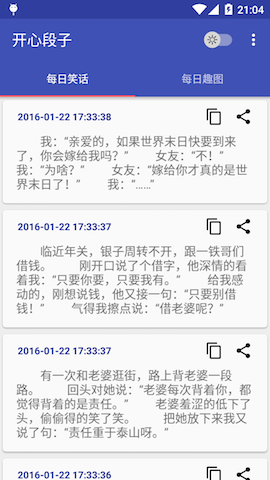 21:04
开心段子
每日笑话 每日趣图
2016-01-22 17:33:38
我：“亲爱的，如果世界末日快要到来
了，你会嫁给我吗？” 女友：“不！”
我：“为啥？” 女友：“嫁给你才真的是世
界末日了！” 我：“……”
2016-01-22 17:33:37
临近年关，银子周转不开，跟一铁哥们
借钱。 刚开口说了个借字，他深情的看
着我：“只要你要，只要我有。” 给我感
动的，刚想说钱，他又接一句：“只要别借
钱！” 气得我擦点说：“借老婆呢？”
2016-01-22 17:33:37
有一次和老婆逛街，路上背老婆一段
路。 回头对她说：“老婆每次背着你，都
觉得背着的是责任。” 老婆羞涩的低下了
头，偷偷得的笑了笑。 把她放下来我又
说了句：“责任重于泰山呀。”
2016-01-22 17:33:36